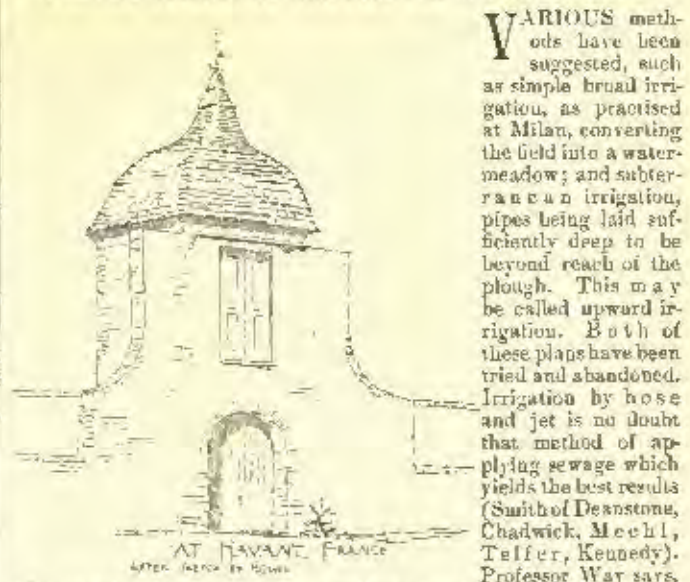 AT HAVANT, FRANCE
AFTER SKETCH BY
VARIOUS meth-
ods have been
suggested, such
as simple broad irri-
gation, as practised
at Milan, converting
the field into a water-
meadow; and subter-
ranean irrigation,
pipes being laid suf-
ficiently deep to be
beyond reach of the
plough. This may
be called upward ir-
rigation. Both of
these plans have been
tried and abandoned.
Irrigation by hose
and jet is no doubt
that method of ap-
plying sewage which
yields the best results
(Smith of Deanstone,
Chadwick, Mechi,
Telfer, Kennedy).
Professor Way says,